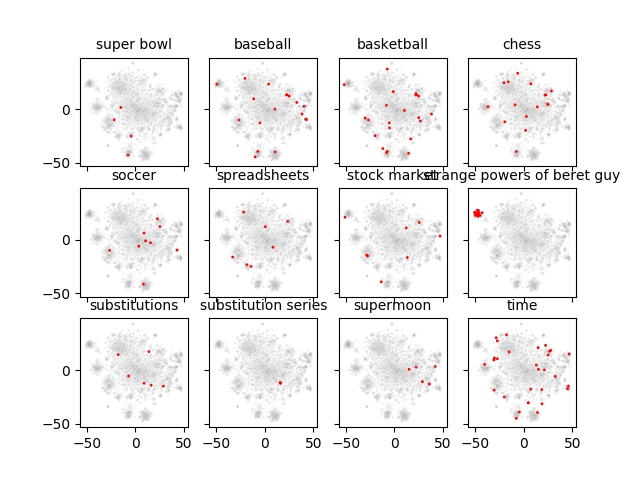 super bowl baseball basketball chess
0
−50
soccer spreadsheets stock market strange powers of beret guy
0
−50
substitutions substitution series supermoon time
0
−50
−50 0 50 −50 0 50 −50 0 50 −50 0 50